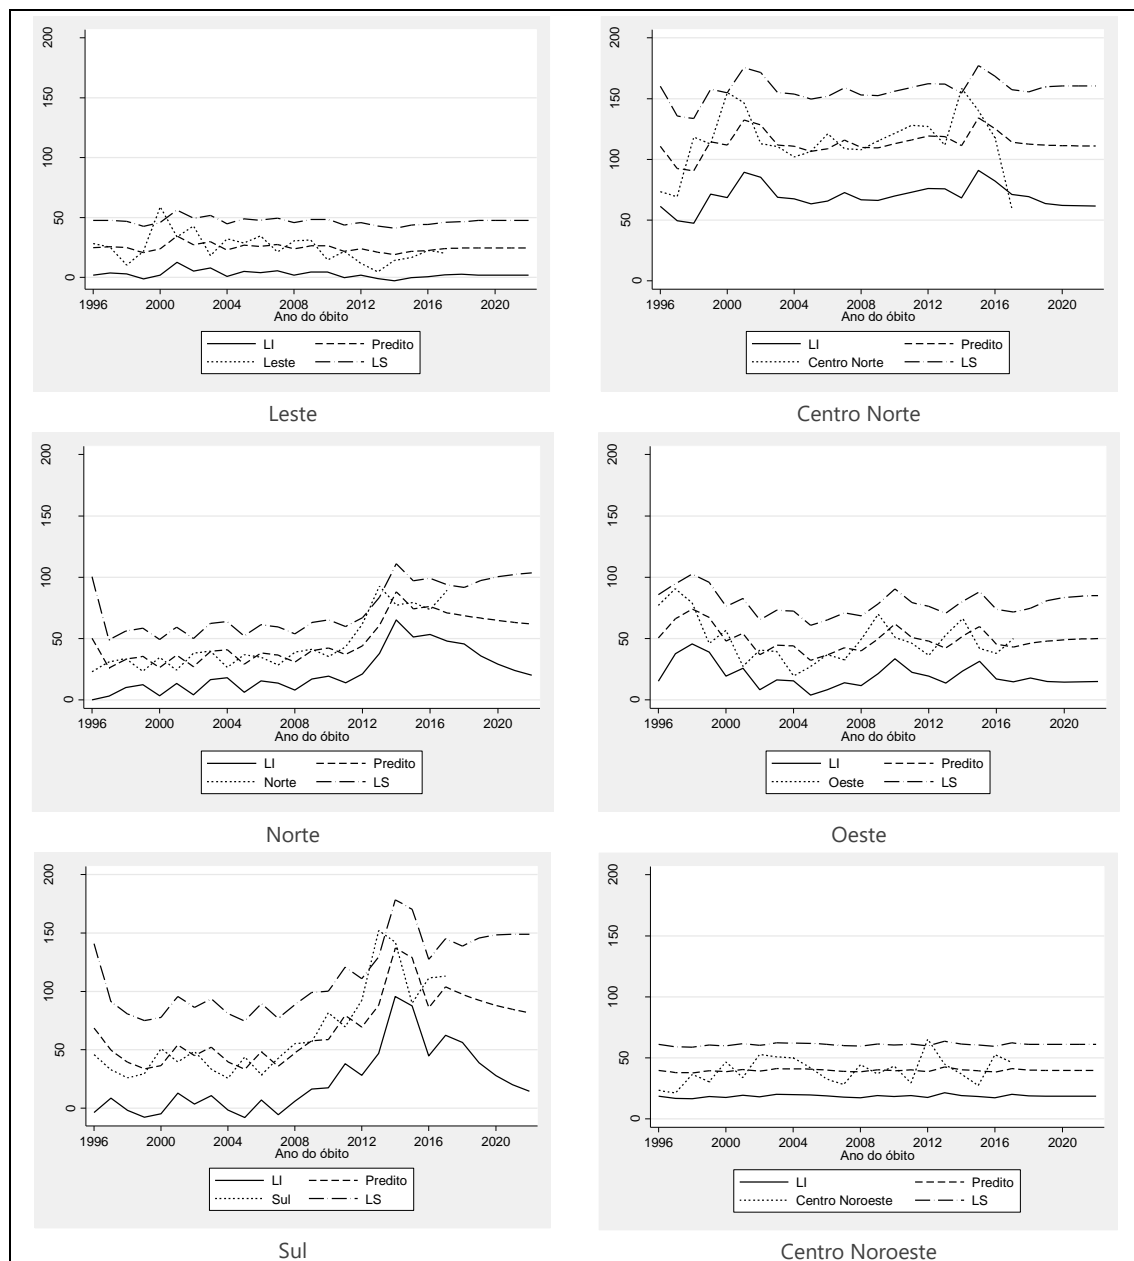 200
150
100
50
0
1996 2000 2004 2008 2012 2016 2020
Ano do óbito
LI Predito
Leste LS
Leste
200
150
100
50
0
1996 2000 2004 2008 2012 2016 2020
Ano do óbito
LI Predito
Centro Norte LS
Centro Norte
200
150
100
50
0
1996 2000 2004 2008 2012 2016 2020
Ano do óbito
LI Predito
Norte LS
Norte
200
150
100
50
0
1996 2000 2004 2008 2012 2016 2020
Ano do óbito
LI Predito
Oeste LS
Oeste
200
150
100
50
0
1996 2000 2004 2008 2012 2016 2020
Ano do óbito
LI Predito
Sul LS
Sul
200
150
100
50
0
1996 2000 2004 2008 2012 2016 2020
Ano do óbito
LI Predito
Centro Noroeste LS
Centro Noroeste